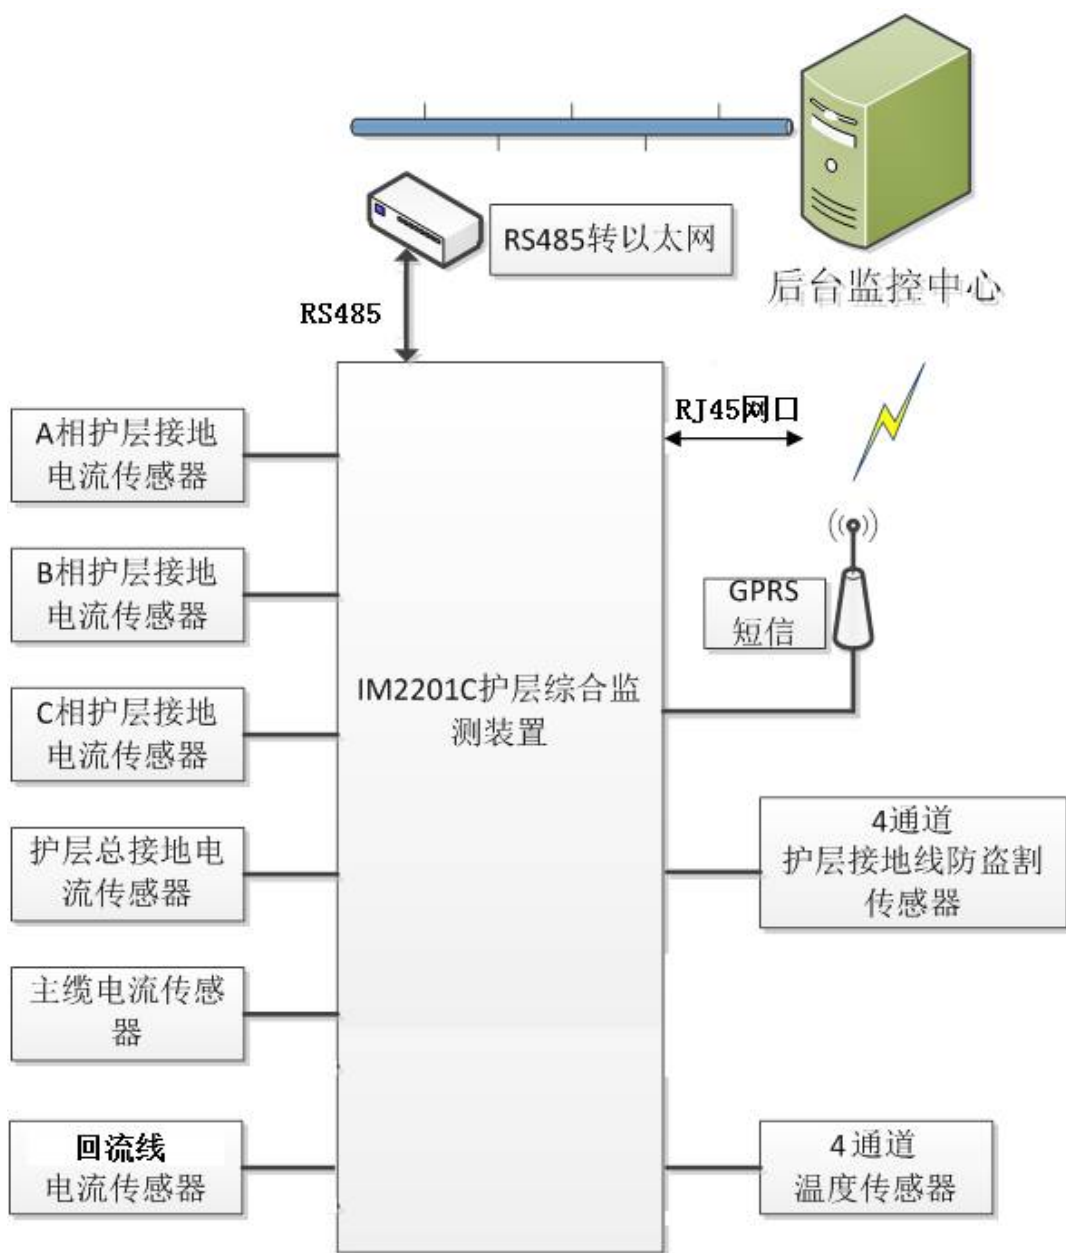 RS485转以太网
后台监控中心
RS485
RJ45网口
A相护层接地
电流传感器
B相护层接地
电流传感器
GPRS
短信
IM2201C护层综合监
测装置
C相护层接地
电流传感器
4通道
护层接地线防盗割
传感器
护层总接地电
流传感器
主缆电流传感
器
回流线
电流传感器
4通道
温度传感器